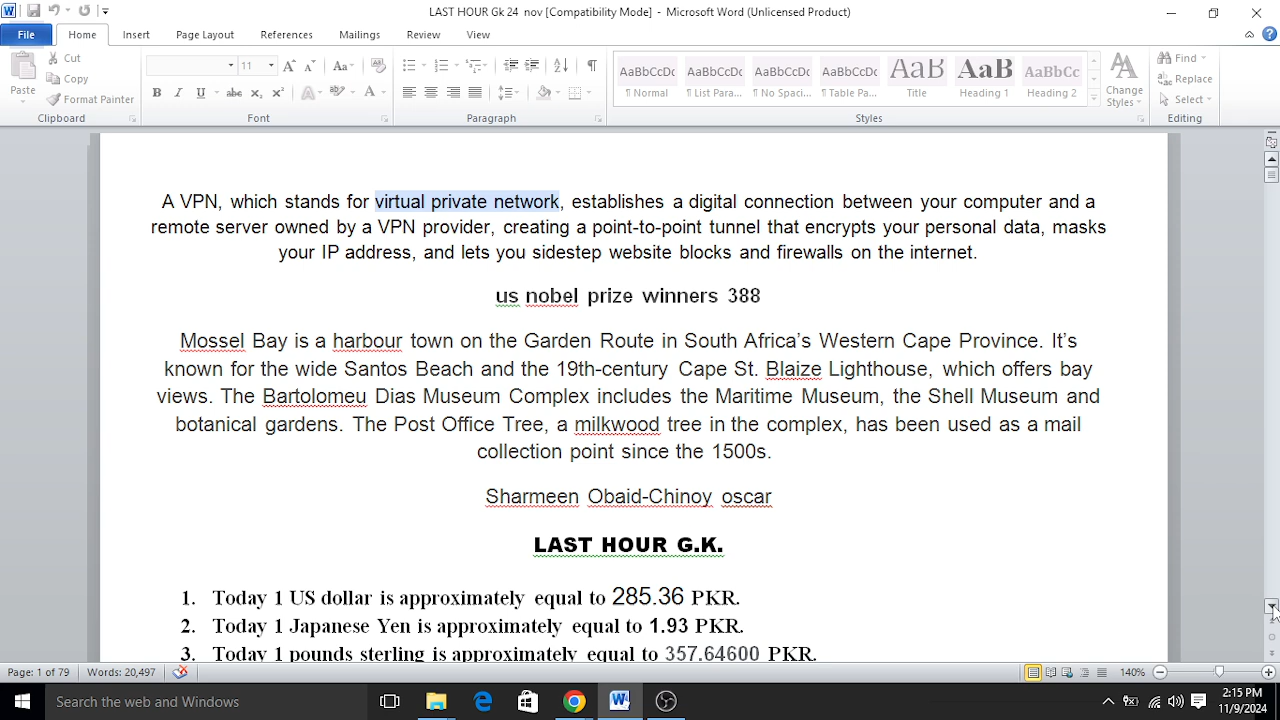 LAST HOUR Gk 24 nov [Compatibility Mode] - Microsoft Word (Unlicensed Product)
File Home Insert Page Layout References Mailings Review View
Paste
Cut
Copy
Format Painter
Clipboard
11
Font
Paragraph
AaBbCcDc AaBbCcDc AaBbCcDc AaBbCcDc AaB AaB AaBbCc
¶ Normal ¶ List Para... ¶ No Spaci... ¶ Table Pa... Title Heading 1 Heading 2
Change
Styles
Styles
Find
Replace
Select
Editing
A VPN, which stands for virtual private network, establishes a digital connection between your computer and a
remote server owned by a VPN provider, creating a point-to-point tunnel that encrypts your personal data, masks
your IP address, and lets you sidestep website blocks and firewalls on the internet.
us nobel prize winners 388
Mossel Bay is a harbour town on the Garden Route in South Africa's Western Cape Province. It's
known for the wide Santos Beach and the 19th-century Cape St. Blaize Lighthouse, which offers bay
views. The Bartolomeu Dias Museum Complex includes the Maritime Museum, the Shell Museum and
botanical gardens. The Post Office Tree, a milkwood tree in the complex, has been used as a mail
collection point since the 1500s.
Sharmeen Obaid-Chinoy oscar
LAST HOUR G.K.
1. Today 1 US dollar is approximately equal to 285.36 PKR.
2. Today 1 Japanese Yen is approximately equal to 1.93 PKR.
3. Today 1 pounds sterling is approximately equal to 357.64600 PKR.
Page: 1 of 79 Words: 20,497 140%
Search the web and Windows
2:15 PM
11/9/2024